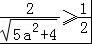 2/√(5a²+4) ⩾ 1/2